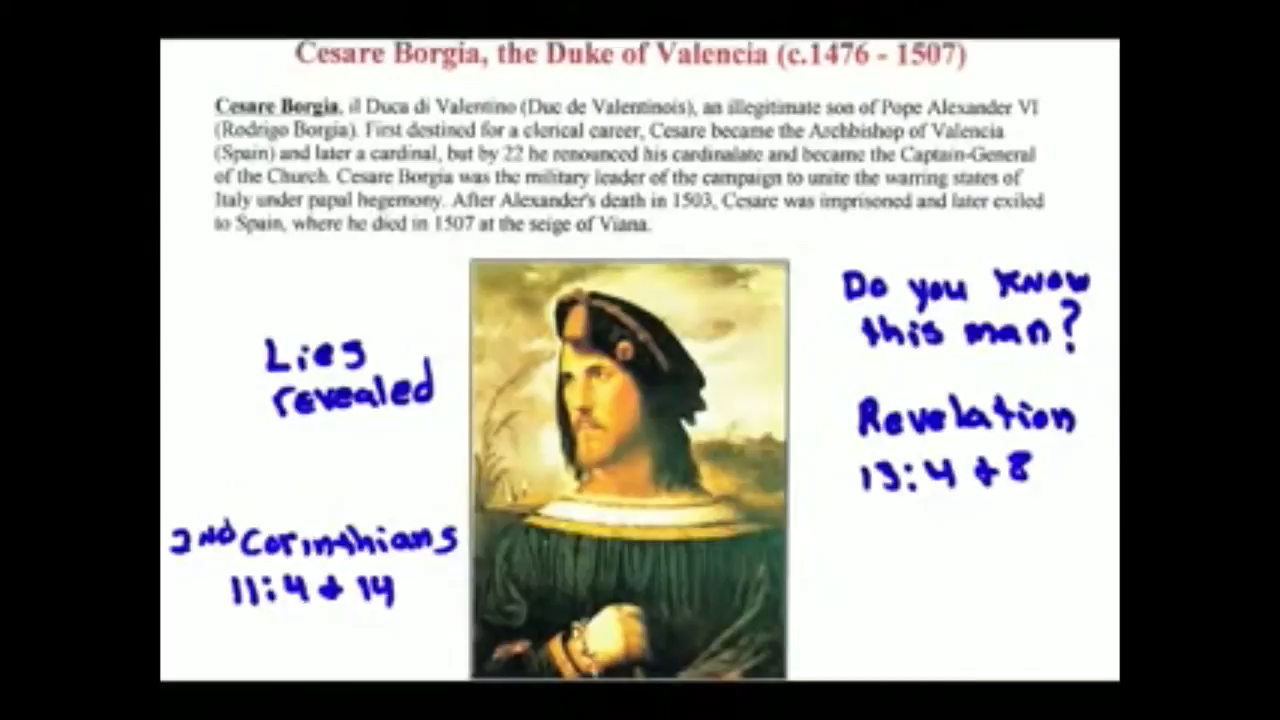 Cesare Borgia, the Duke of Valencia (c.1476 - 1507)
Cesare Borgia, il Duca di Valentino (Duc de Valentinois), an illegitimate son of Pope Alexander VI
(Rodrigo Borgia). First destined for a clerical career, Cesare became the Archbishop of Valencia
(Spain) and later a cardinal, but by 22 he renounced his cardinalate and became the Captain-General
of the Church. Cesare Borgia was the military leader of the campaign to unite the warring states of
Italy under papal hegemony. After Alexander's death in 1503, Cesare was imprisoned and later exiled
to Spain, where he died in 1507 at the seige of Viana.
Do you know
this man?
Lies
revealed
Revelation
13:4 & 8
2nd Corinthians
11:4 & 14